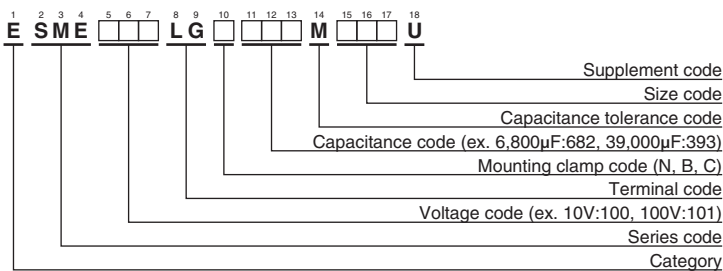 1 2 3 4 5 6 7 8 9 10 11 12 13 14 15 16 17 18
E SME LG M U
Supplement code
Size code
Capacitance tolerance code
Capacitance code (ex. 6,800µF:682, 39,000µF:393)
Mounting clamp code (N, B, C)
Terminal code
Voltage code (ex. 10V:100, 100V:101)
Series code
Category